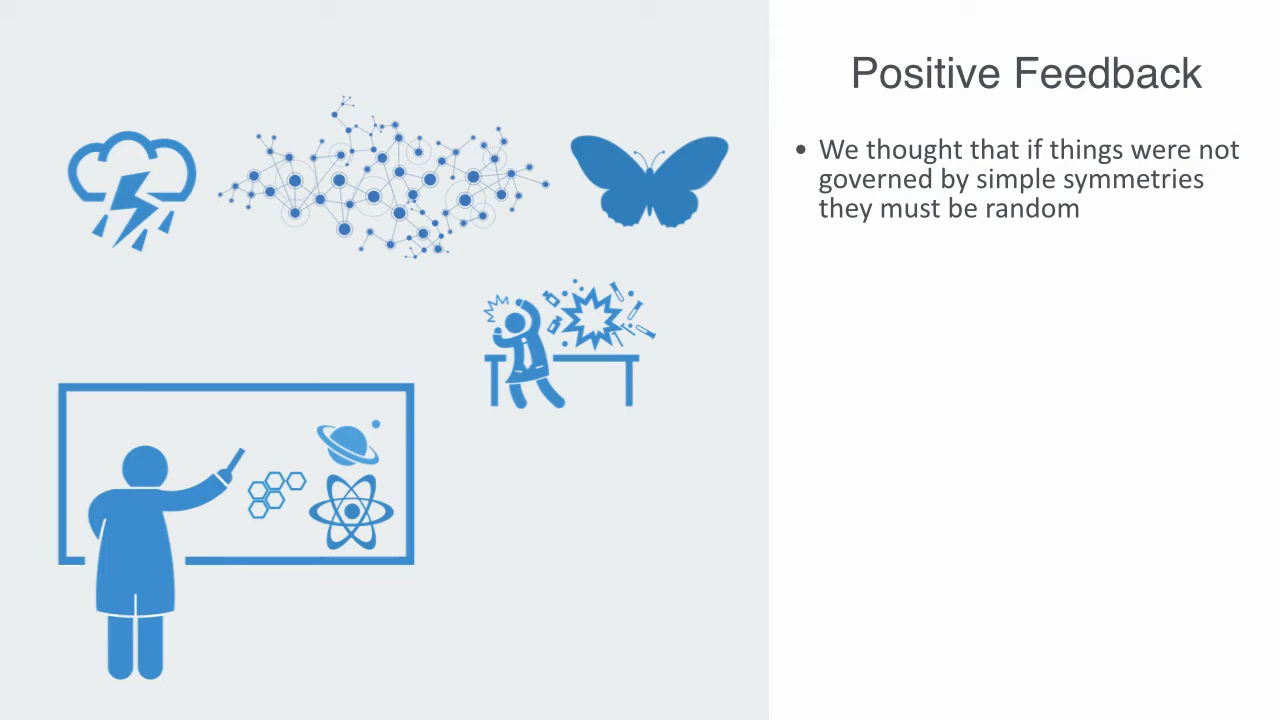 Positive Feedback
• We thought that if things were not
governed by simple symmetries
they must be random